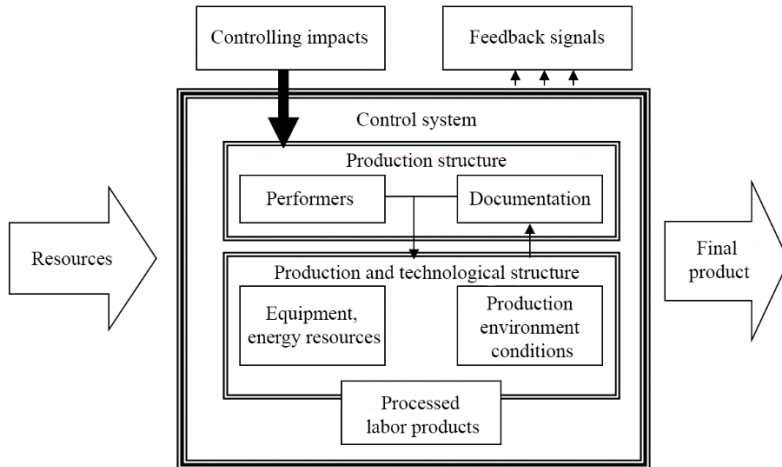 Controlling impacts
Feedback signals
Control system
Production structure
Performers
Documentation
Resources
Production and technological structure
Equipment,
energy resources
Production
environment
conditions
Final
product
Processed
labor products